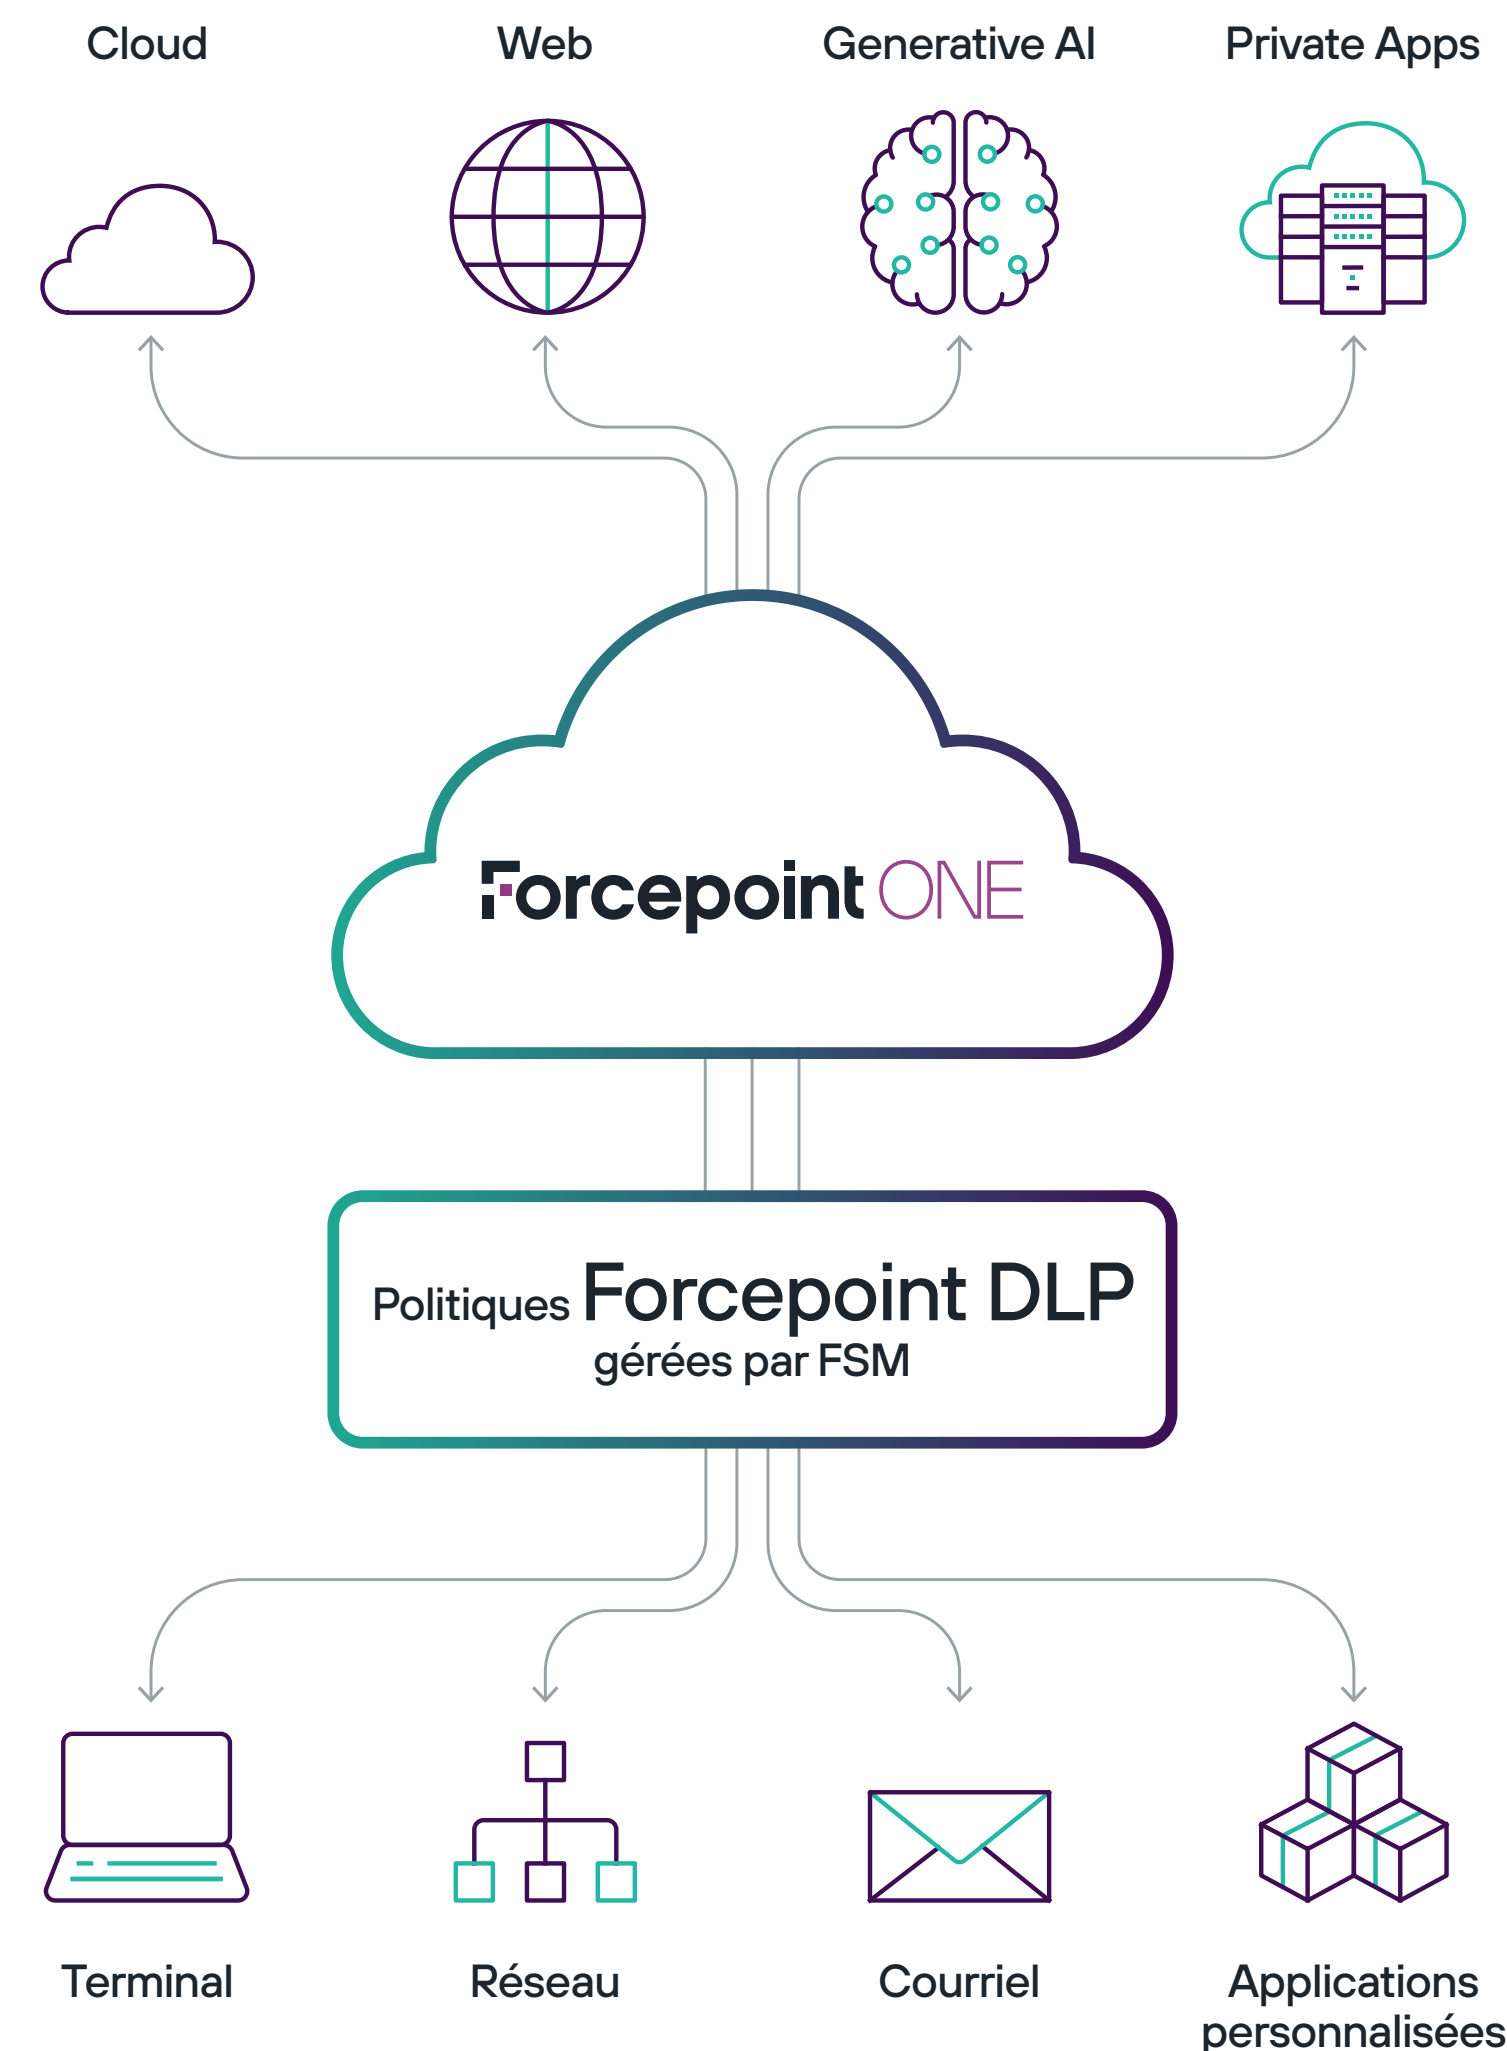 Cloud
Web
Generative AI
Private Apps
Forcepoint ONE
Politiques Forcepoint DLP
gérées par FSM
Terminal
Réseau
Courriel
Applications
personnalisées